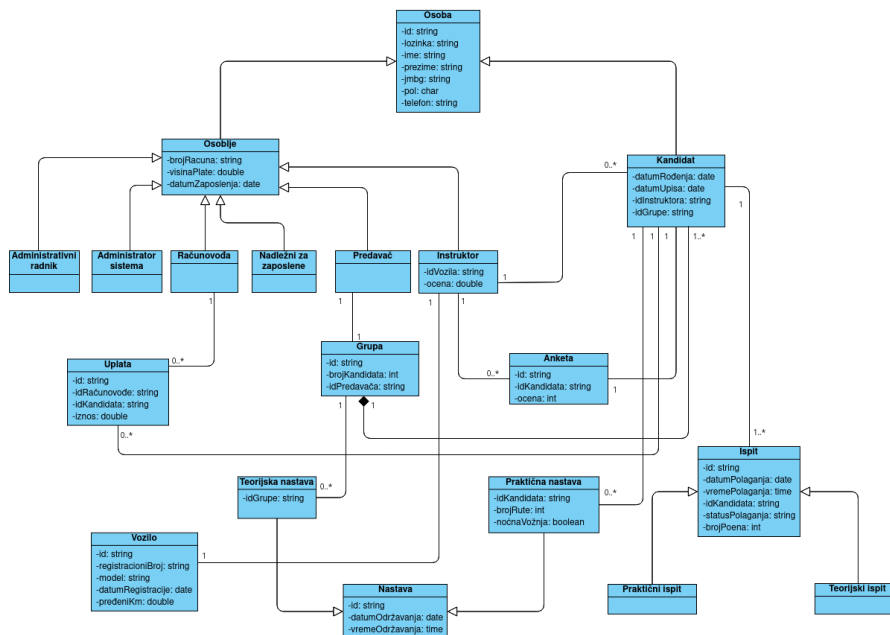 Osoba
-id: string
-lozinka: string
-ime: string
-prezime: string
-jmbg: string
-pol: char
-telefon: string
Osoblje
-brojRacuna: string
-visinaPlate: double
-datumZaposlenja: date
0..*
Kandidat
-datumRođenja: date
-datumUpisa: date
-idInstruktora: string
-idGrupe: string
1
1
1
1
1..*
Administrativni
radnik
Administrator
sistema
Računovođa
Nadležni za
zaposlene
Predavač
Instruktor
-idVozila: string
-ocena: double
1
1
1
1
1
0..*
1
Uplata
-id: string
-idRačunovođe: string
-idKandidata: string
-iznos: double
0..*
Grupa
-id: string
-brojKandidata: int
-idPredavača: string
1
1
0..*
Anketa
-id: string
-idKandidata: string
-ocena: int
1
1..*
Ispit
-id: string
-datumPolaganja: date
-vremePolaganja: time
-idKandidata: string
-statusPolaganja: string
-brojPoena: int
Teorijska nastava
-idGrupe: string
0..*
Praktična nastava
-idKandidata: string
-brojRute: int
-noćnaVožnja: boolean
0..*
Vozilo
-id: string
-registracioniBroj: string
-model: string
-datumRegistracije: date
-pređeniKm: double
1
Nastava
-id: string
-datumOdržavanja: date
-vremeOdržavanja: time
Praktični ispit
Teorijski ispit